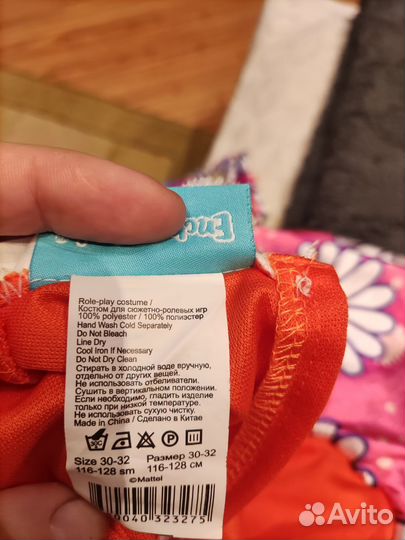 Ench
Role-play costume /
Костюм для сюжетно-ролевых игр
100% polyester / 100% полиэстер
Hand Wash Cold Separately
Do Not Bleach
Line Dry
Cool Iron If Necessary
Do Not Dry Clean
Стирать в холодной воде вручную,
отдельно от других вещей.
Не использовать отбеливатели.
Сушить в вертикальном положении.
Если необходимо, гладить изделие
только при низкой температуре.
Не использовать сухую чистку.
Made in China / Сделано в Китае
Size 30-32 Размер 30-32
116-128 sm 116-128 см
©Mattel
0040 323275
Avito